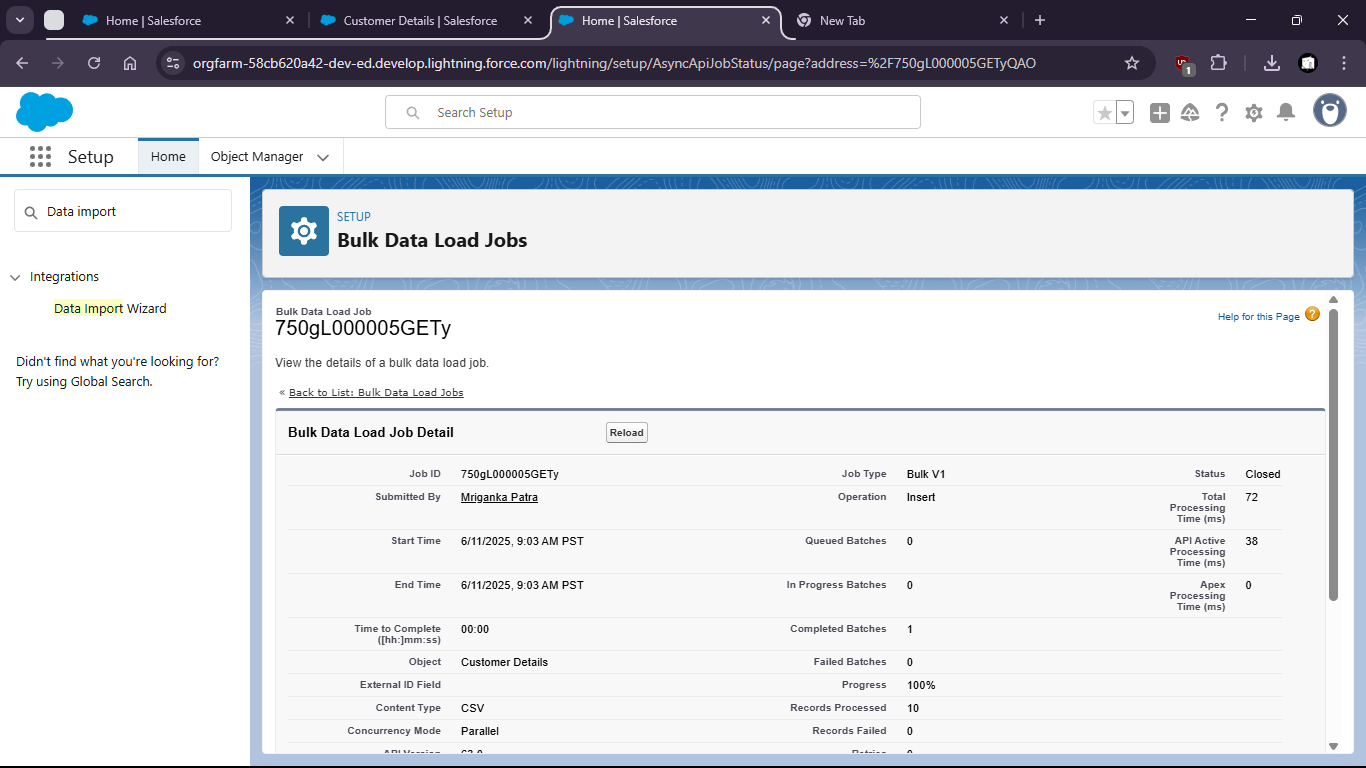 Home | Salesforce
Customer Details | Salesforce
Home | Salesforce
New Tab
orgfarm-58cb620a42-dev-ed.develop.lightning.force.com/lightning/setup/AsyncApiJobStatus/page?address=%2F750gL000005GETyQAO
1
Search Setup
Setup
Home
Object Manager
Data import
Integrations
Data Import Wizard
Didn't find what you're looking for?
Try using Global Search.
SETUP
Bulk Data Load Jobs
Bulk Data Load Job
750gL000005GETy
Help for this Page ?
View the details of a bulk data load job.
« Back to List: Bulk Data Load Jobs
Bulk Data Load Job Detail
Reload
Job ID 750gL000005GETy Job Type Bulk V1 Status Closed
Submitted By Mriganka Patra Operation Insert Total Processing Time (ms) 72
Start Time 6/11/2025, 9:03 AM PST Queued Batches 0 API Active Processing Time (ms) 38
End Time 6/11/2025, 9:03 AM PST In Progress Batches 0 Apex Processing Time (ms) 0
Time to Complete ([hh:]mm:ss) 00:00 Completed Batches 1
Object Customer Details Failed Batches 0
External ID Field Progress 100%
Content Type CSV Records Processed 10
Concurrency Mode Parallel Records Failed 0